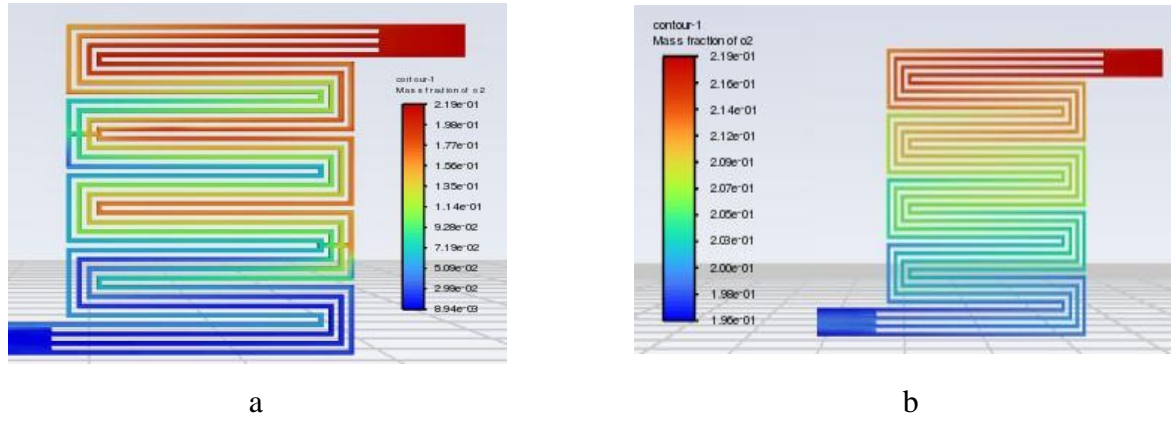 contour-1
Mass fration of o2
2.19e-01
1.98e-01
1.77e-01
1.56e-01
1.35e-01
1.14e-01
9.28e-02
7.19e-02
5.09e-02
2.99e-02
8.94e-03
contour-1
Mass fraction of o2
2.19e-01
2.16e-01
2.14e-01
2.12e-01
2.09e-01
2.07e-01
2.05e-01
2.03e-01
2.00e-01
1.98e-01
1.96e-01
a
b